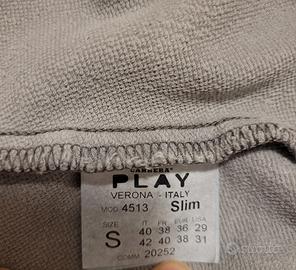 CARRERA
PLAY
VERONA - ITALY
MOD. 4513 Slim
SIZE IT FR EUR USA
S 40 38 36 29
42 40 38 31
COMM. 20252